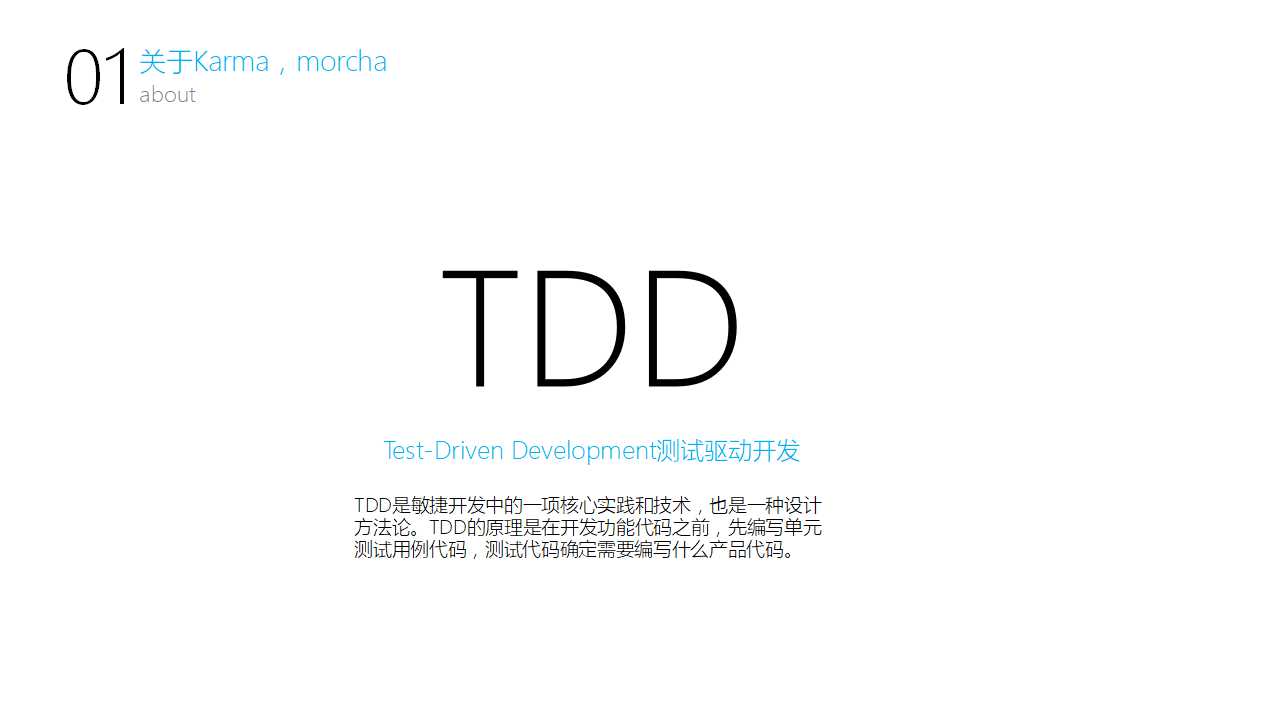 01
关于Karma，morcha
about
TDD
Test-Driven Development测试驱动开发
TDD是敏捷开发中的一项核心实践和技术，也是一种设计
方法论。TDD的原理是在开发功能代码之前，先编写单元
测试用例代码，测试代码确定需要编写什么产品代码。